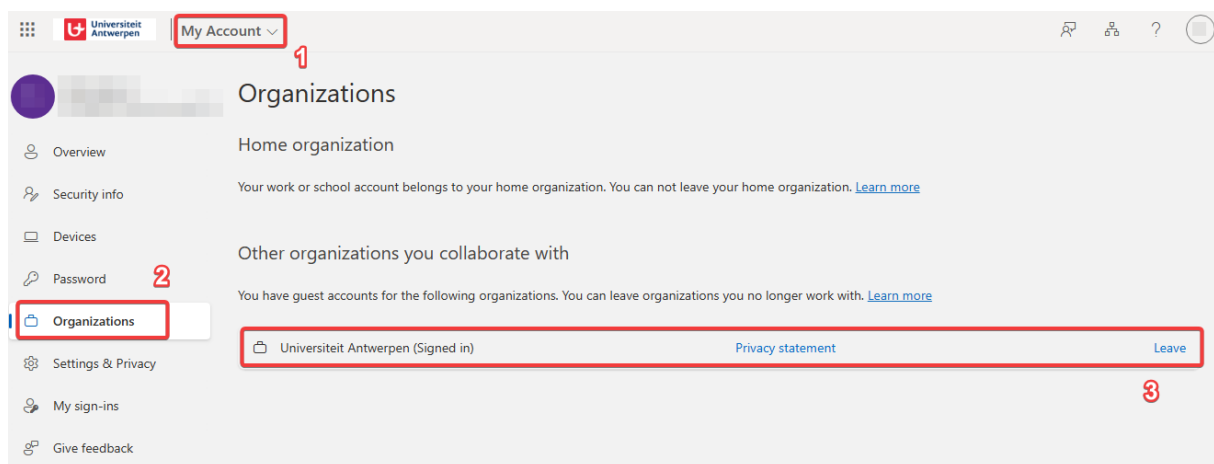 Universiteit
Antwerpen
My Account
1
Organizations
Home organization
Overview
Your work or school account belongs to your home organization. You can not leave your home organization. Learn more
Security info
Devices
Other organizations you collaborate with
Password
2
You have guest accounts for the following organizations. You can leave organizations you no longer work with. Learn more
Organizations
Universiteit Antwerpen (Signed in) Privacy statement Leave
Settings & Privacy
3
My sign-ins
Give feedback